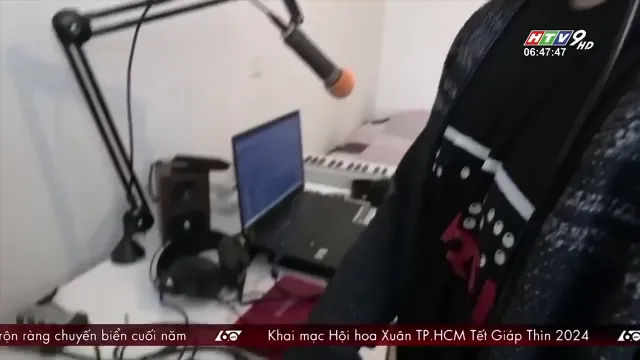 HTV9 HD
06:47:47
rộn ràng chuyến biển cuối năm
Khai mạc Hội hoa Xuân TP.HCM Tết Giáp Thìn 2024